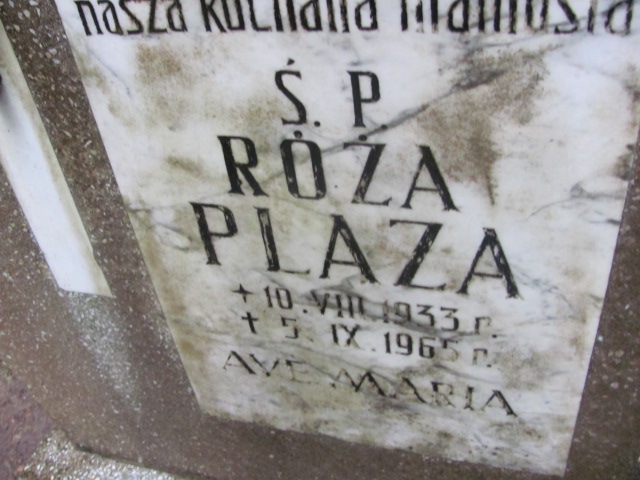 nasza kochana mamusia
Ś. P
RÓŻA
PLAZA
+ 10. VIII. 1933 r.
+ 5. IX. 1965 r.
AVE MARIA